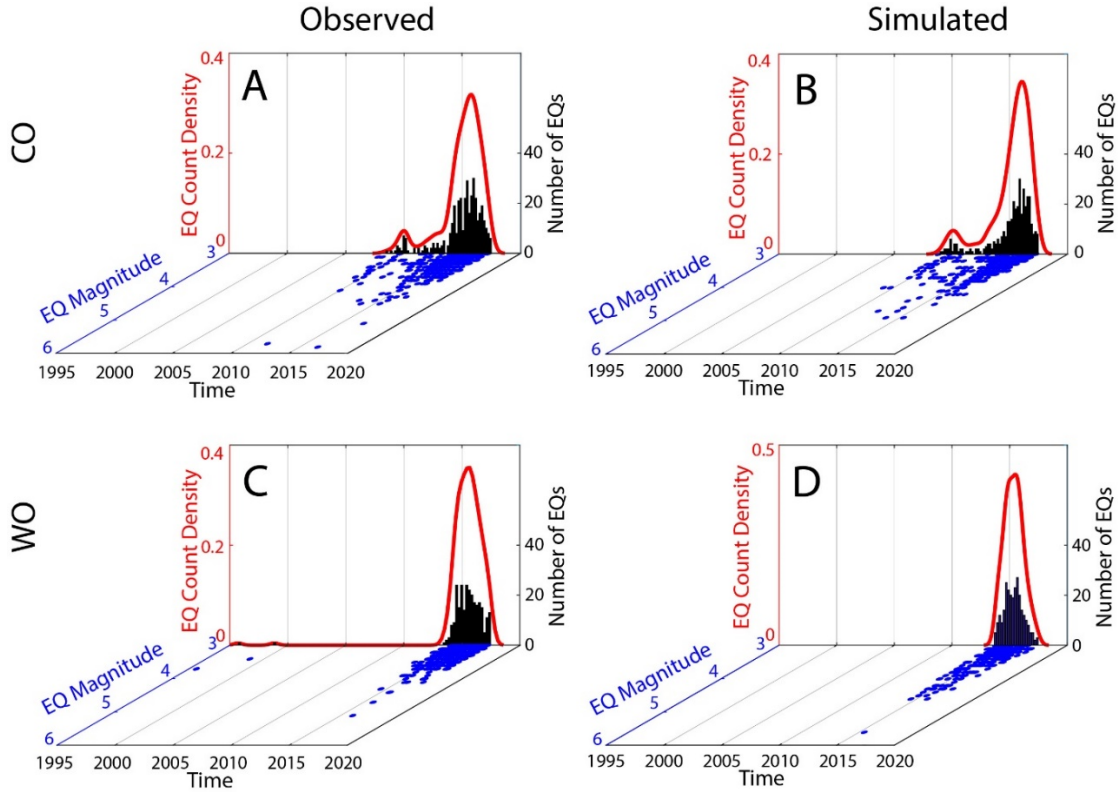 Observed
Simulated
CO
WO
A
0.4
0.2
0
EQ Count Density
40
20
0
Number of EQs
3
4
5
6
EQ Magnitude
1995 2000 2005 2010 2015 2020
Time
B
0.4
0.2
0
EQ Count Density
40
20
0
Number of EQs
3
4
5
6
EQ Magnitude
1995 2000 2005 2010 2015 2020
Time
C
0.4
0.2
0
EQ Count Density
40
20
0
Number of EQs
3
4
5
6
EQ Magnitude
1995 2000 2005 2010 2015 2020
Time
D
0.5
0
EQ Count Density
40
20
0
Number of EQs
3
4
5
6
EQ Magnitude
1995 2000 2005 2010 2015 2020
Time